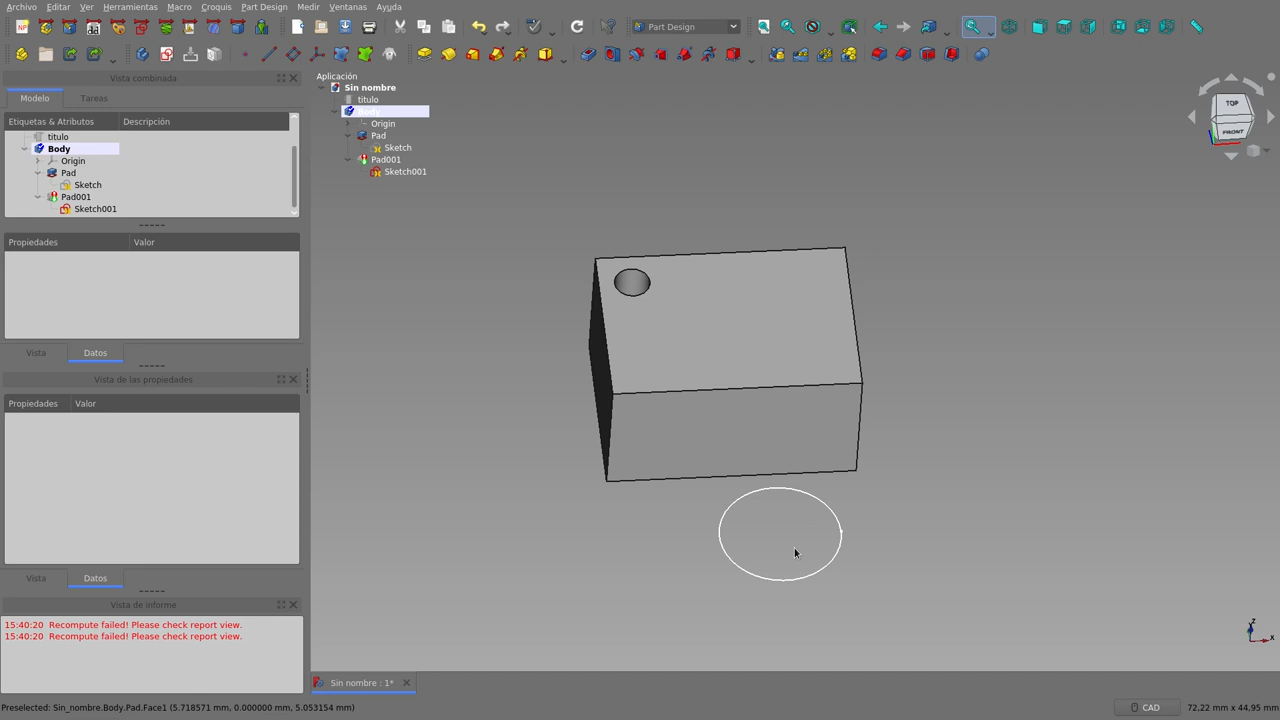 Archivo Editar Ver Herramientas Macro Croquis Part Design Medir Ventanas Ayuda
Part Design
Vista combinada
Modelo Tareas
Etiquetas & Atributos Descripción
titulo
Body
Origin
Pad
Sketch
Pad001
Sketch001
Propiedades Valor
Vista Datos
Vista de las propiedades
Propiedades Valor
Vista Datos
Vista de informe
15:40:20 Recompute failed! Please check report view.
15:40:20 Recompute failed! Please check report view.
Aplicación
Sin nombre
titulo
Body
Origin
Pad
Sketch
Pad001
Sketch001
TOP
FRONT
Z
X
Sin nombre : 1*
Preselected: Sin_nombre.Body.Pad.Face1 (5.718571 mm, 0.000000 mm, 5.053154 mm)
CAD
72,22 mm x 44,95 mm